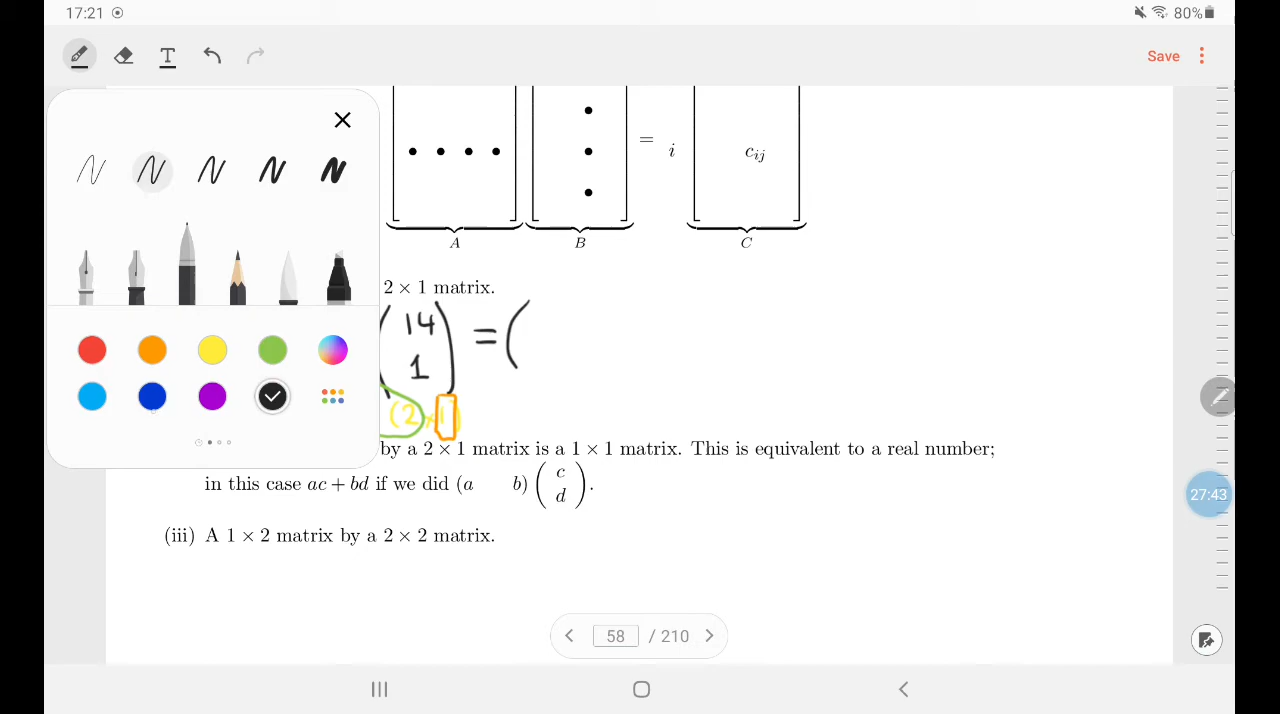 17:21 80%
T Save
= i c_{ij}
A B C
2 × 1 matrix.
14 = (
1
(2 × 1)
by a 2 × 1 matrix is a 1 × 1 matrix. This is equivalent to a real number;
in this case ac + bd if we did (a b) ( c
d ).
27:43
(iii) A 1 × 2 matrix by a 2 × 2 matrix.
58 / 210